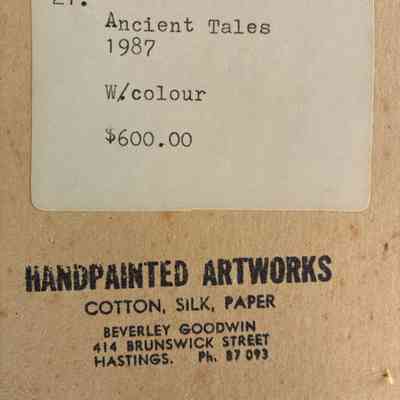 27.
Ancient Tales
1987
W/colour
$600.00
HANDPAINTED ARTWORKS
COTTON, SILK, PAPER
BEVERLEY GOODWIN
414 BRUNSWICK STREET
HASTINGS. Ph. 87 093